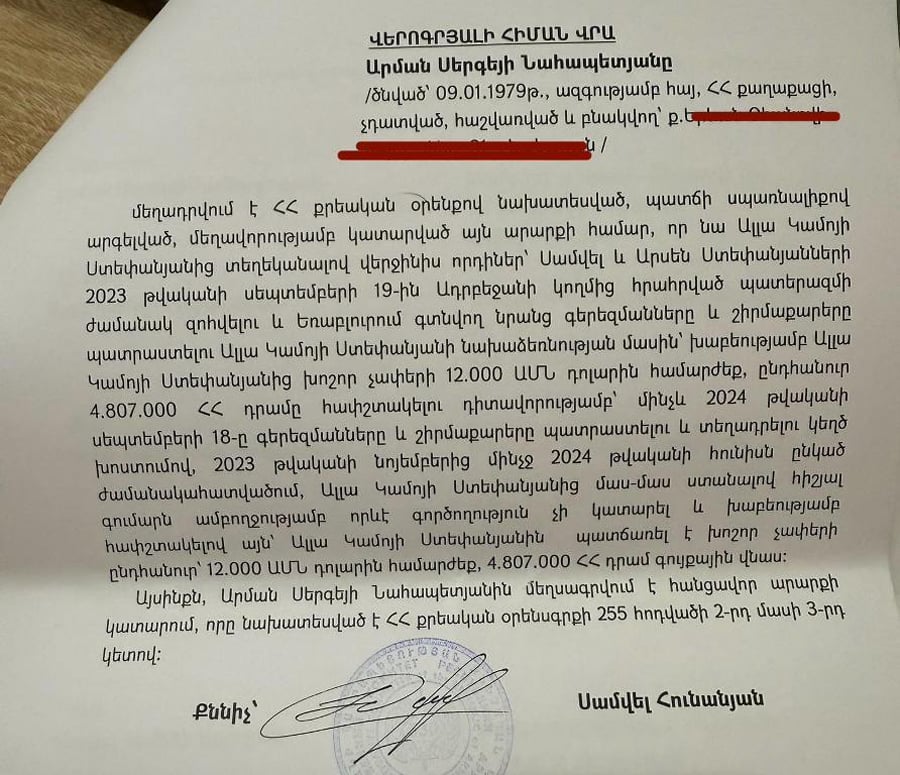 ՎԵՐՈԳՐՅԱԼԻ ՀԻՄԱՆ ՎՐԱ
Արման Սերգեյի Նահապետյանը
/ծնված՝ 09.01.1979թ., ազգությամբ հայ, ՀՀ քաղաքացի,
չդատված, հաշվառված և բնակվող՝ ք.
/
մեղադրվում է ՀՀ քրեական օրենքով նախատեսված, պատճի սպառնալիքով
արգելված, մեղավորությամբ կատարված այն արարքի համար, որ նա Ալլա Կամոյի
Ստեփանյանից տեղեկանալով վերջինիս որդիներ՝ Սամվել և Արսեն Ստեփանյանների
2023 թվականի սեպտեմբերի 19-ին Ադրբեջանի կողմից հրահրված պատերազմի
ժամանակ զոհվելու և Եռաբլուրում գտնվող նրանց գերեզմանները և շիրմաքարերը
պատրաստելու Ալլա Կամոյի Ստեփանյանի նախաձեռնության մասին՝ խաբեությամբ Ալլա
Կամոյի Ստեփանյանից խոշոր չափերի 12.000 ԱՄՆ դոլարին համարժեք, ընդհանուր
4.807.000 ՀՀ դրամը հափշտակելու դիտավորությամբ՝ մինչև 2024 թվականի
սեպտեմբերի 18-ը գերեզմանները և շիրմաքարերը պատրաստելու և տեղադրելու կեղծ
խոստումով, 2023 թվականի նոյեմբերից մինչջ 2024 թվականի հունիսն ընկած
ժամանակահատվածում, Ալլա Կամոյի Ստեփանյանից մաս-մաս ստանալով հիշյալ
գումարն ամբողջությամբ որևէ գործողություն չի կատարել և խաբեությամբ
հափշտակելով այն՝ Ալլա Կամոյի Ստեփանյանին պատճառել է խոշոր չափերի
ընդհանուր՝ 12.000 ԱՄՆ դոլարին համարժեք, 4.807.000 ՀՀ դրամ գույքային վնաս:
Այսինքն, Արման Սերգեյի Նահապետյանին մեղսագրվում է հանցավոր արարքի
կատարում, որը նախատեսված է ՀՀ քրեական օրենսգրքի 255 հոդվածի 2-րդ մասի 3-րդ
կետով:
Քննիչ՝ Սամվել Հունանյան